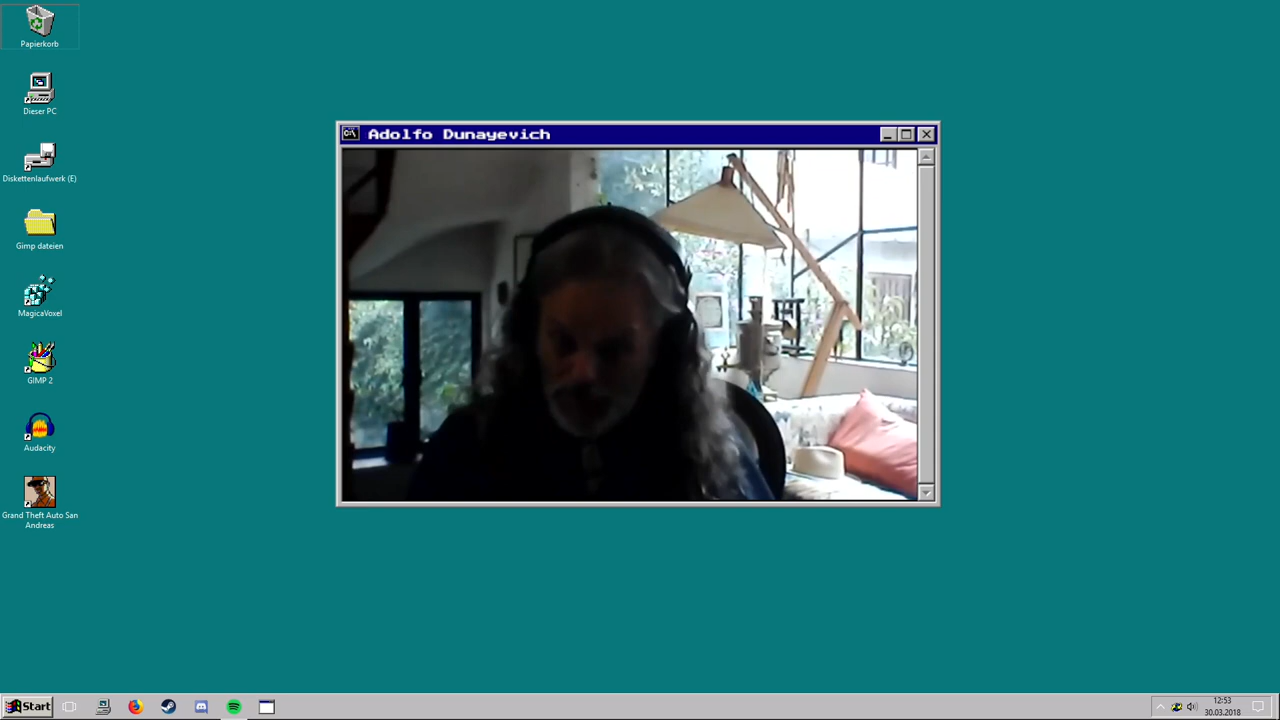 Papierkorb
Dieser PC
Diskettenlaufwerk (E)
Gimp dateien
MagicaVoxel
GIMP 2
Audacity
Grand Theft Auto San
Andreas
C:\
Adolfo Dunayevich
Start
12:53
30.03.2018